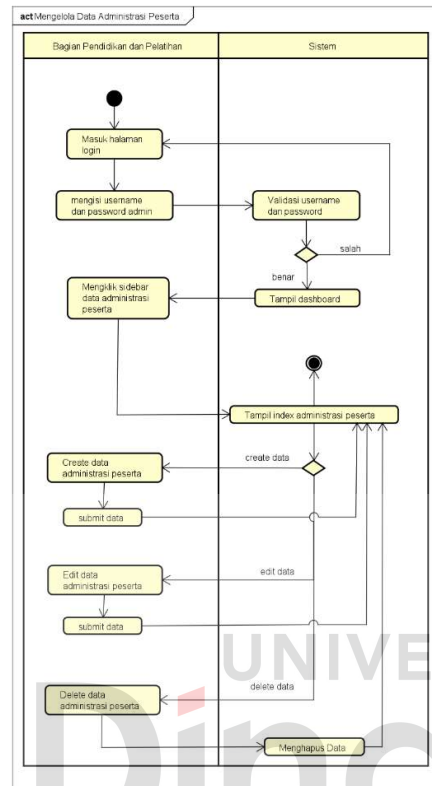 act Mengelola Data Administrasi Peserta
Bagian Pendidikan dan Pelatihan
Sistem
Masuk halaman
login
mengisi username
dan password admin
Validasi username
dan password
salah
benar
Mengklik sidebar
data administrasi
peserta
Tampil dashboard
Tampil index administrasi peserta
create data
Create data
administrasi peserta
submit data
edit data
Edit data
administrasi peserta
submit data
UNIVE
delete data
Delete data
administrasi peserta
Dinc
Menghapus Data